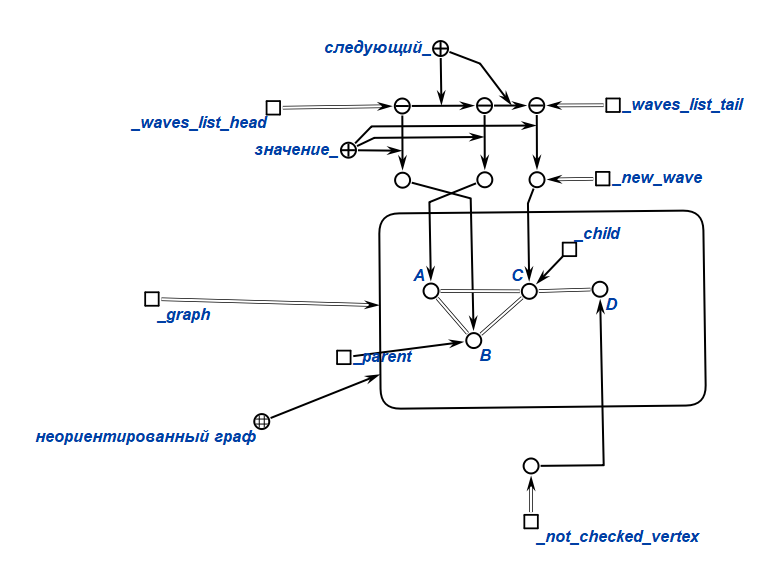 следующий_
_waves_list_head
_waves_list_tail
значение_
_new_wave
_child
A
C
_graph
D
_parent
B
неориентированный граф
_not_checked_vertex